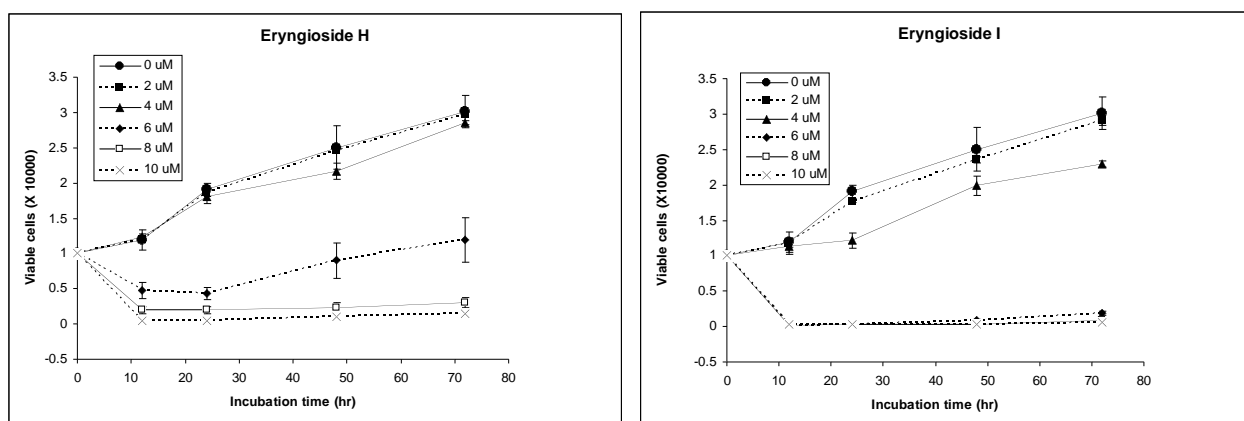 Eryngioside H
0 uM
2 uM
4 uM
6 uM
8 uM
10 uM
Viable cells (X 10000)
3.5
3
2.5
2
1.5
1
0.5
0
-0.5
0 10 20 30 40 50 60 70 80
Incubation time (hr)
Eryngioside I
0 uM
2 uM
4 uM
6 uM
8 uM
10 uM
Viable cells (X10000)
3.5
3
2.5
2
1.5
1
0.5
0
-0.5
0 10 20 30 40 50 60 70 80
Incubation time (hr)